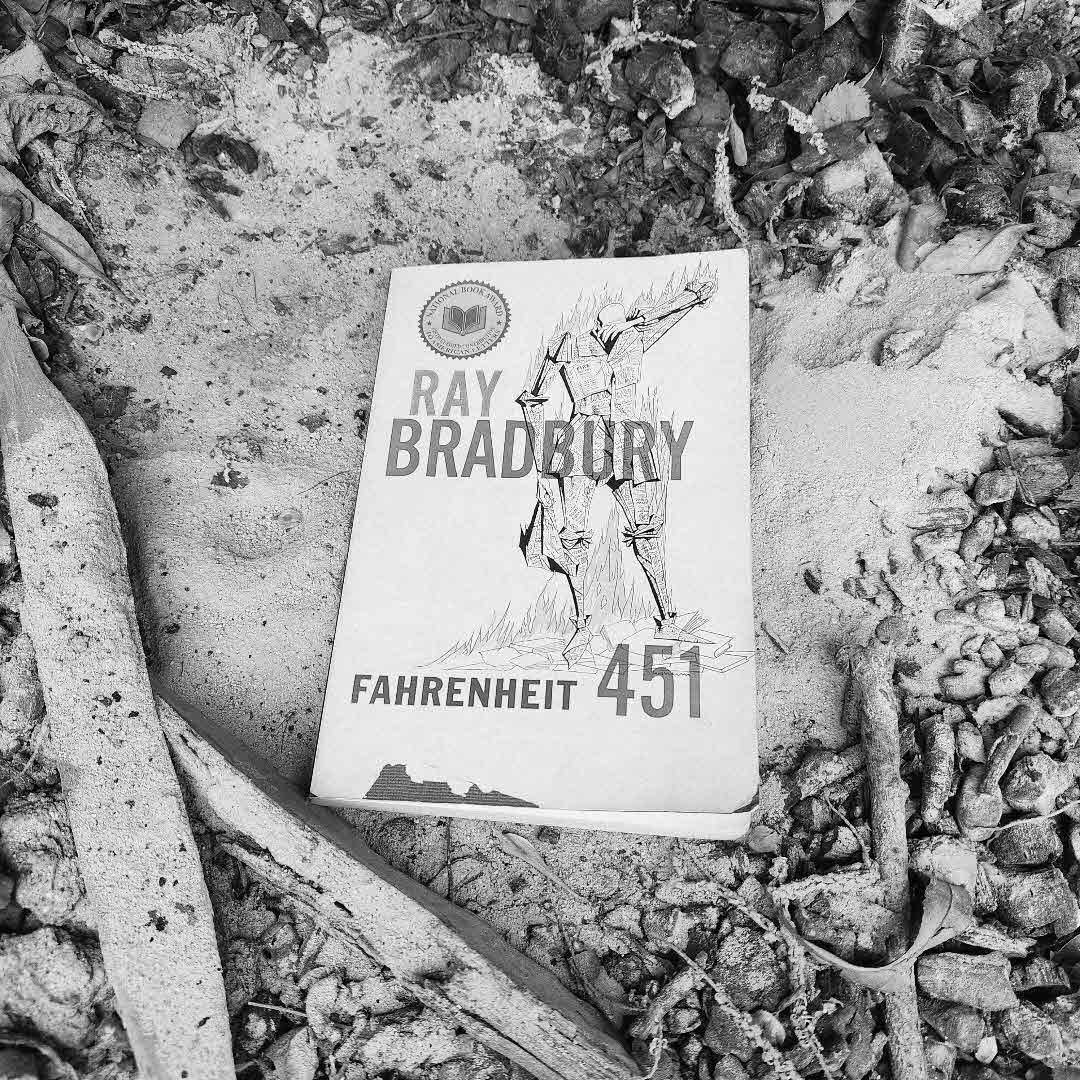 NATIONAL BOOK AWARD
RAY
BRADBURY
FAHRENHEIT 451